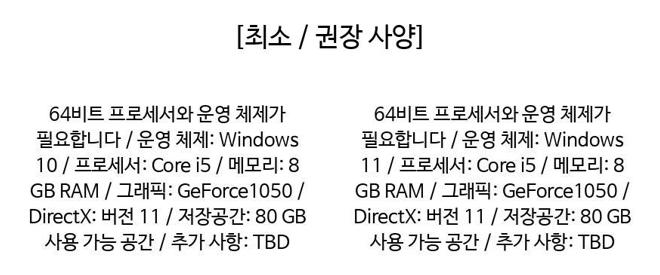 [최소 / 권장 사양]
64비트 프로세서와 운영 체제가
필요합니다 / 운영 체제: Windows
10 / 프로세서: Core i5 / 메모리: 8
GB RAM / 그래픽: GeForce1050 /
DirectX: 버전 11 / 저장공간: 80 GB
사용 가능 공간 / 추가 사항: TBD
64비트 프로세서와 운영 체제가
필요합니다 / 운영 체제: Windows
11 / 프로세서: Core i5 / 메모리: 8
GB RAM / 그래픽: GeForce1050 /
DirectX: 버전 11 / 저장공간: 80 GB
사용 가능 공간 / 추가 사항: TBD